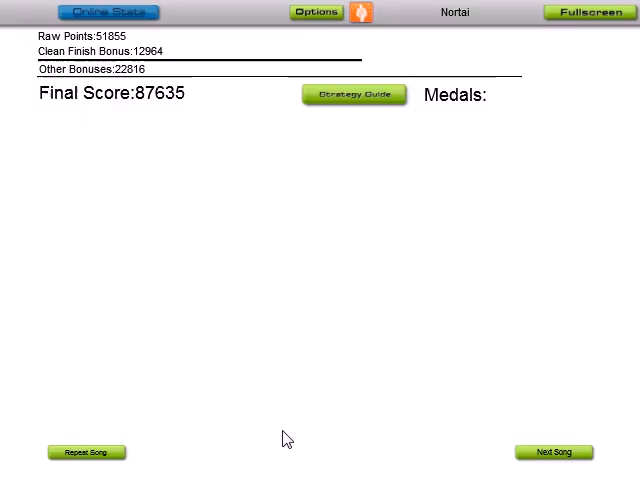 Online Stats
Options
Nortai
Fullscreen
Raw Points:51855
Clean Finish Bonus:12964
Other Bonuses:22816
Final Score:87635
Strategy Guide
Medals:
Repeat Song
Next Song